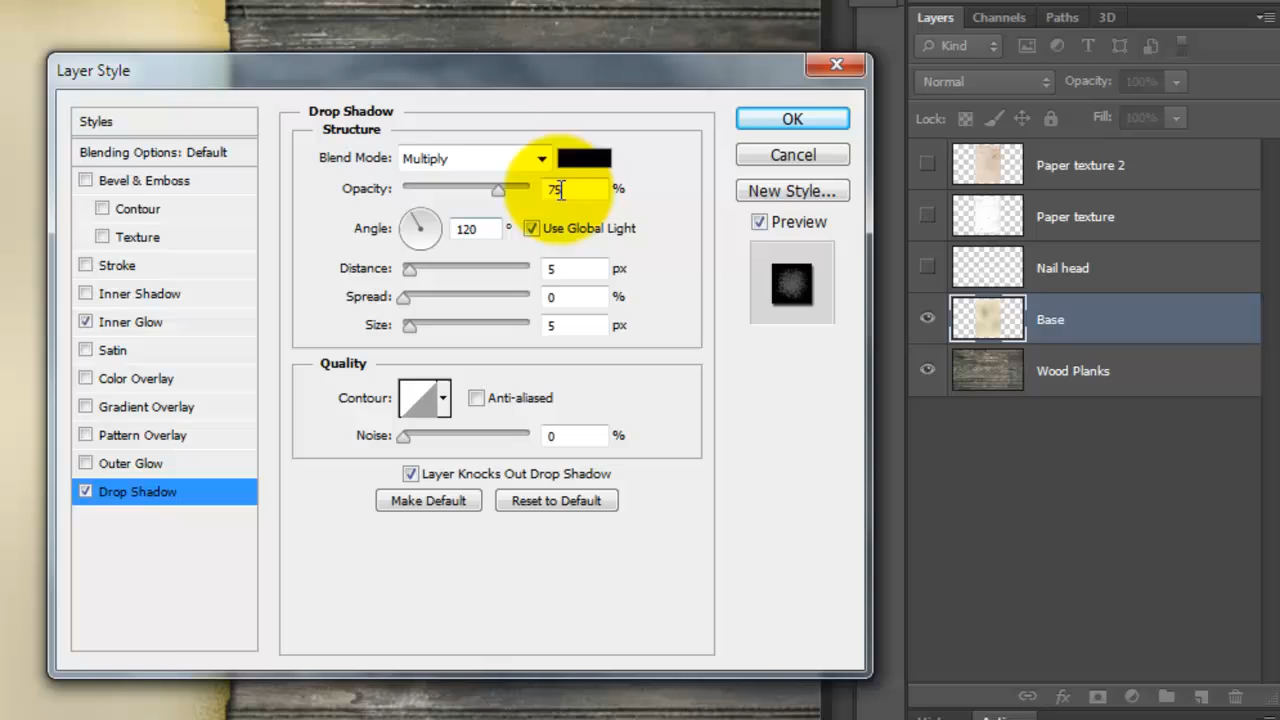 Layer Style
Styles
Blending Options: Default
Bevel & Emboss
Contour
Texture
Stroke
Inner Shadow
Inner Glow
Satin
Color Overlay
Gradient Overlay
Pattern Overlay
Outer Glow
Drop Shadow
Drop Shadow
Structure
Blend Mode: Multiply
Opacity: 75 %
Angle: 120 ° Use Global Light
Distance: 5 px
Spread: 0 %
Size: 5 px
Quality
Contour: Anti-aliased
Noise: 0 %
Layer Knocks Out Drop Shadow
Make Default Reset to Default
OK
Cancel
New Style...
Preview
Layers Channels Paths 3D
Kind
Normal Opacity: 100%
Lock: Fill: 100%
Paper texture 2
Paper texture
Nail head
Base
Wood Planks
fx